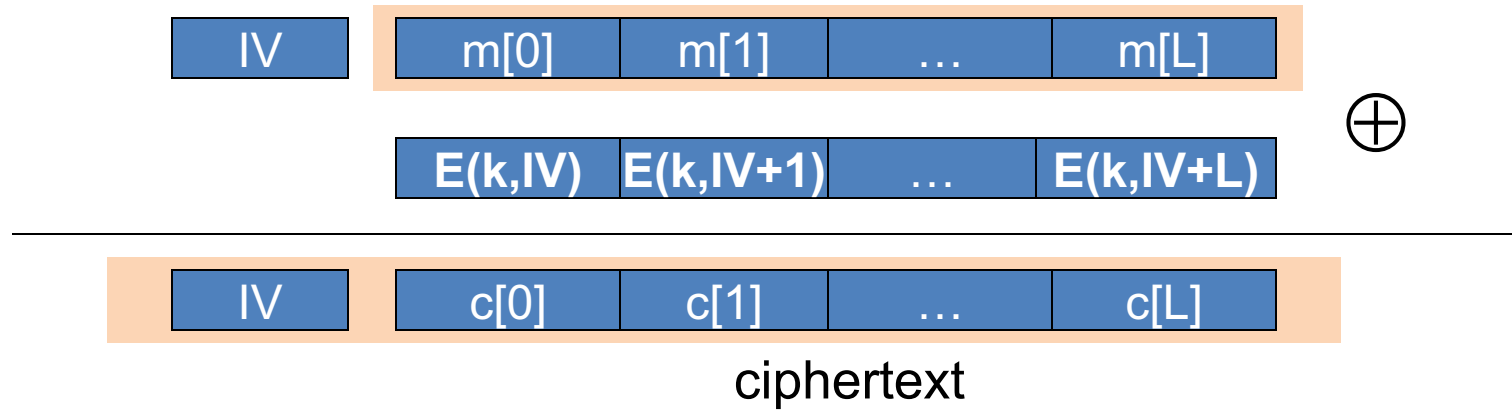 IV m[0] m[1] … m[L]
⊕
E(k,IV) E(k,IV+1) … E(k,IV+L)
IV c[0] c[1] … c[L]
ciphertext